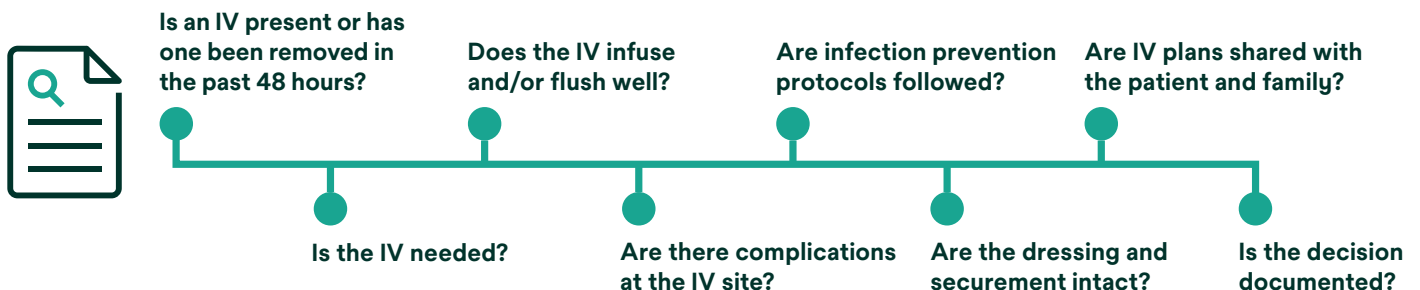 Is an IV present or has
one been removed in
the past 48 hours?
Is the IV needed?
Does the IV infuse
and/or flush well?
Are there complications
at the IV site?
Are infection prevention
protocols followed?
Are the dressing and
securement intact?
Are IV plans shared with
the patient and family?
Is the decision
documented?